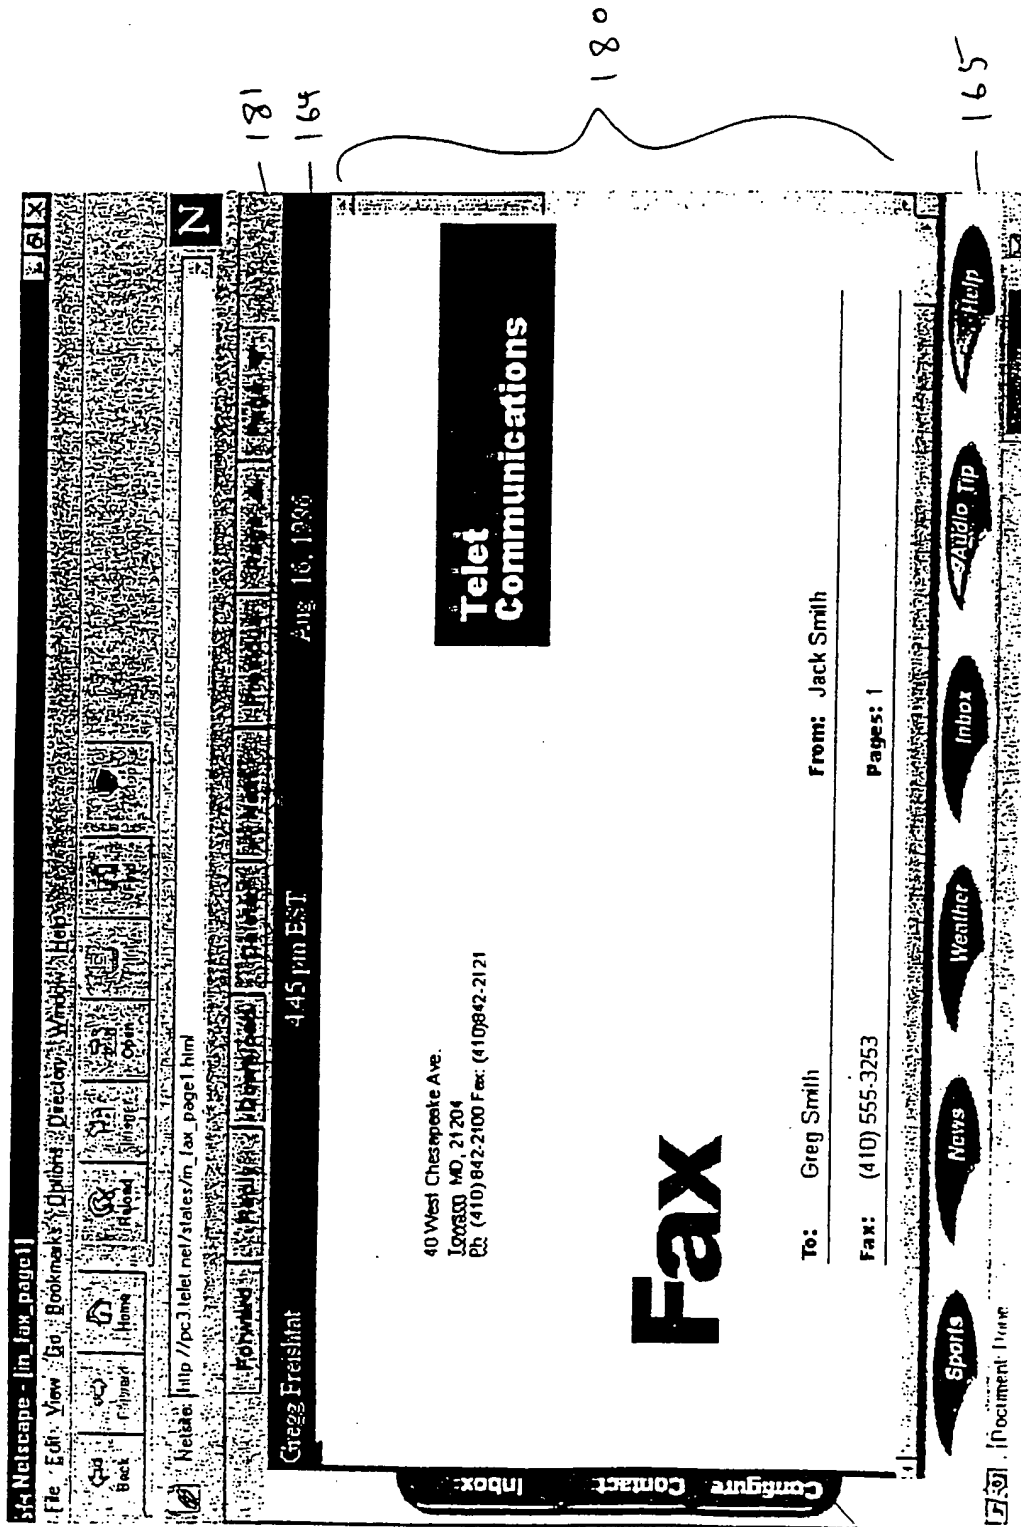 Netscape - [in_fax_page1]
File Edit View Go Bookmarks Options Directory Window Help
Back Forward Home Reload Images Open Find
Netsite: http://pc3.telet.net/states/in_fax_page1.html
N
Forward Reply Download
181
Gregg Freishtat 4:45 pm EST Aug. 16, 1996
164
Configure Contact Inbox
40 West Chesapeake Ave.
MD, 21204
Ph: (410) 842-2100 Fax: (410)842-2121
Telet
Communications
180
Fax
To: Greg Smith From: Jack Smith
Fax: (410) 555-3253 Pages: 1
Sports News Weather Inbox Audio Tip Help
165
Document Done